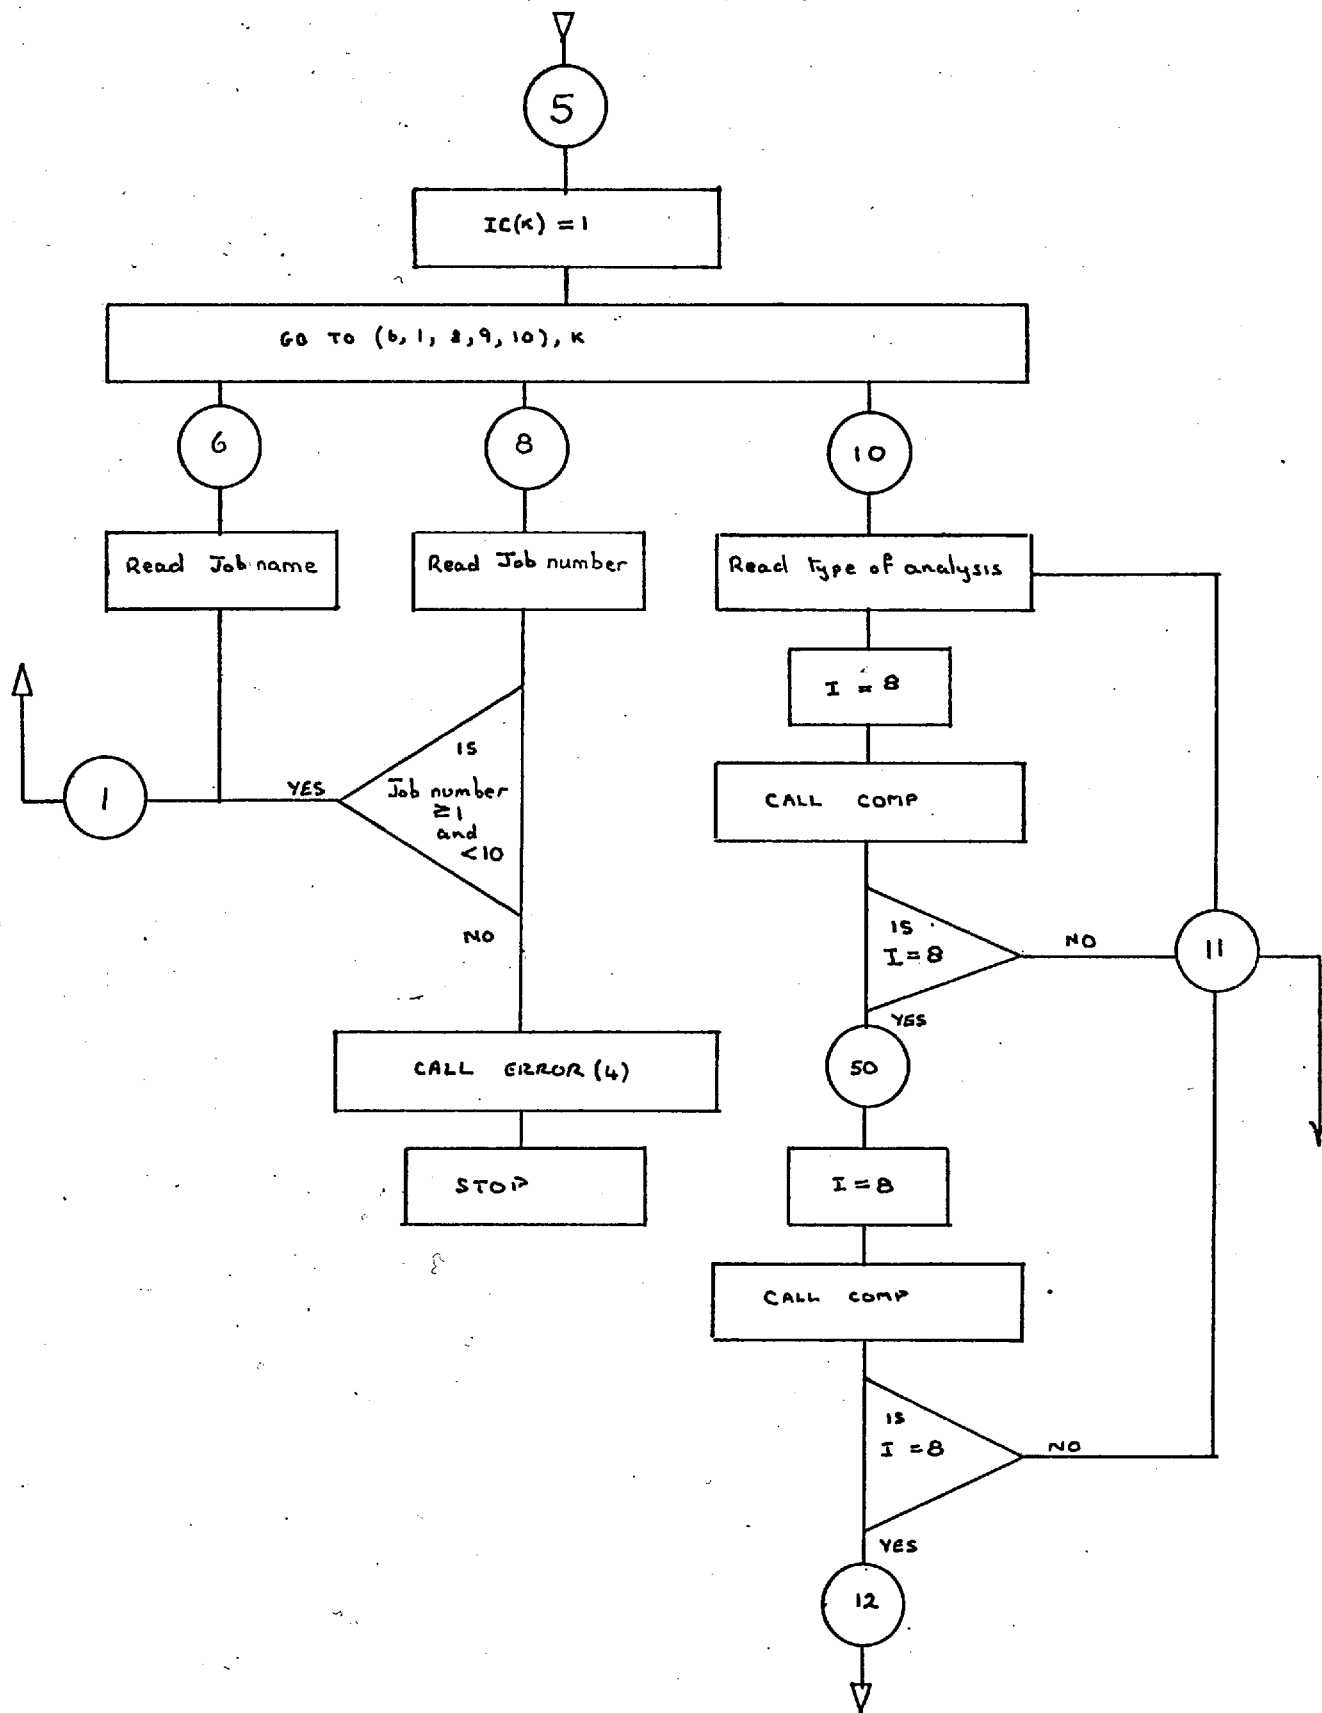 5
IC(K) = 1
GO TO (6, 1, 8, 9, 10), K
6
8
10
Read Job name
Read Job number
Read type of analysis
I = 8
IS
Job number
≥ 1
and
< 10
YES
1
NO
CALL COMP
IS
I = 8
NO
11
YES
50
CALL ERROR (4)
STOP
I = 8
CALL COMP
IS
I = 8
NO
YES
12